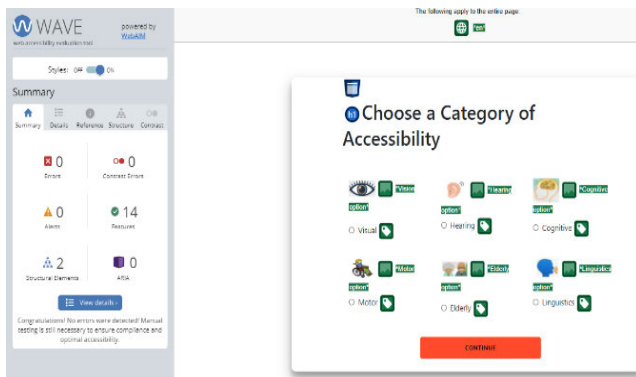 The following apply to the entire page:
"en"
WAVE
web accessibility evaluation tool
powered by
WebAIM
Styles: OFF ON
Summary
Summary Details Reference Structure Contrast
0
Errors
0
Contrast Errors
0
Alerts
14
Features
2
Structural Elements
0
ARIA
View details ›
Congratulations! No errors were detected! Manual
testing is still necessary to ensure compliance and
optimal accessibility.
h1 Choose a Category of
Accessibility
*Vision
option*
Visual
*Hearing
option*
Hearing
*Cognitive
option*
Cognitive
*Motor
option*
Motor
*Elderly
option*
Elderly
*Linguistics
option*
Linguistics
CONTINUE